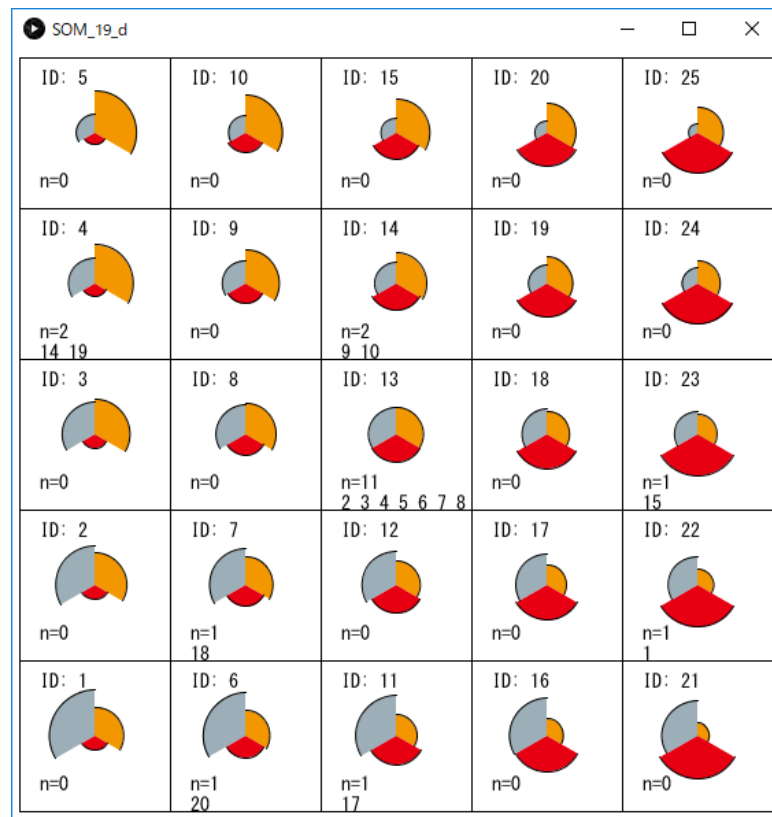 SOM_19_d
ID: 5
n=0
ID: 10
n=0
ID: 15
n=0
ID: 20
n=0
ID: 25
n=0
ID: 4
n=2
14 19
ID: 9
n=0
ID: 14
n=2
9 10
ID: 19
n=0
ID: 24
n=0
ID: 3
n=0
ID: 8
n=0
ID: 13
n=11
2 3 4 5 6 7 8
ID: 18
n=0
ID: 23
n=1
15
ID: 2
n=0
ID: 7
n=1
18
ID: 12
n=0
ID: 17
n=0
ID: 22
n=1
1
ID: 1
n=0
ID: 6
n=1
20
ID: 11
n=1
17
ID: 16
n=0
ID: 21
n=0